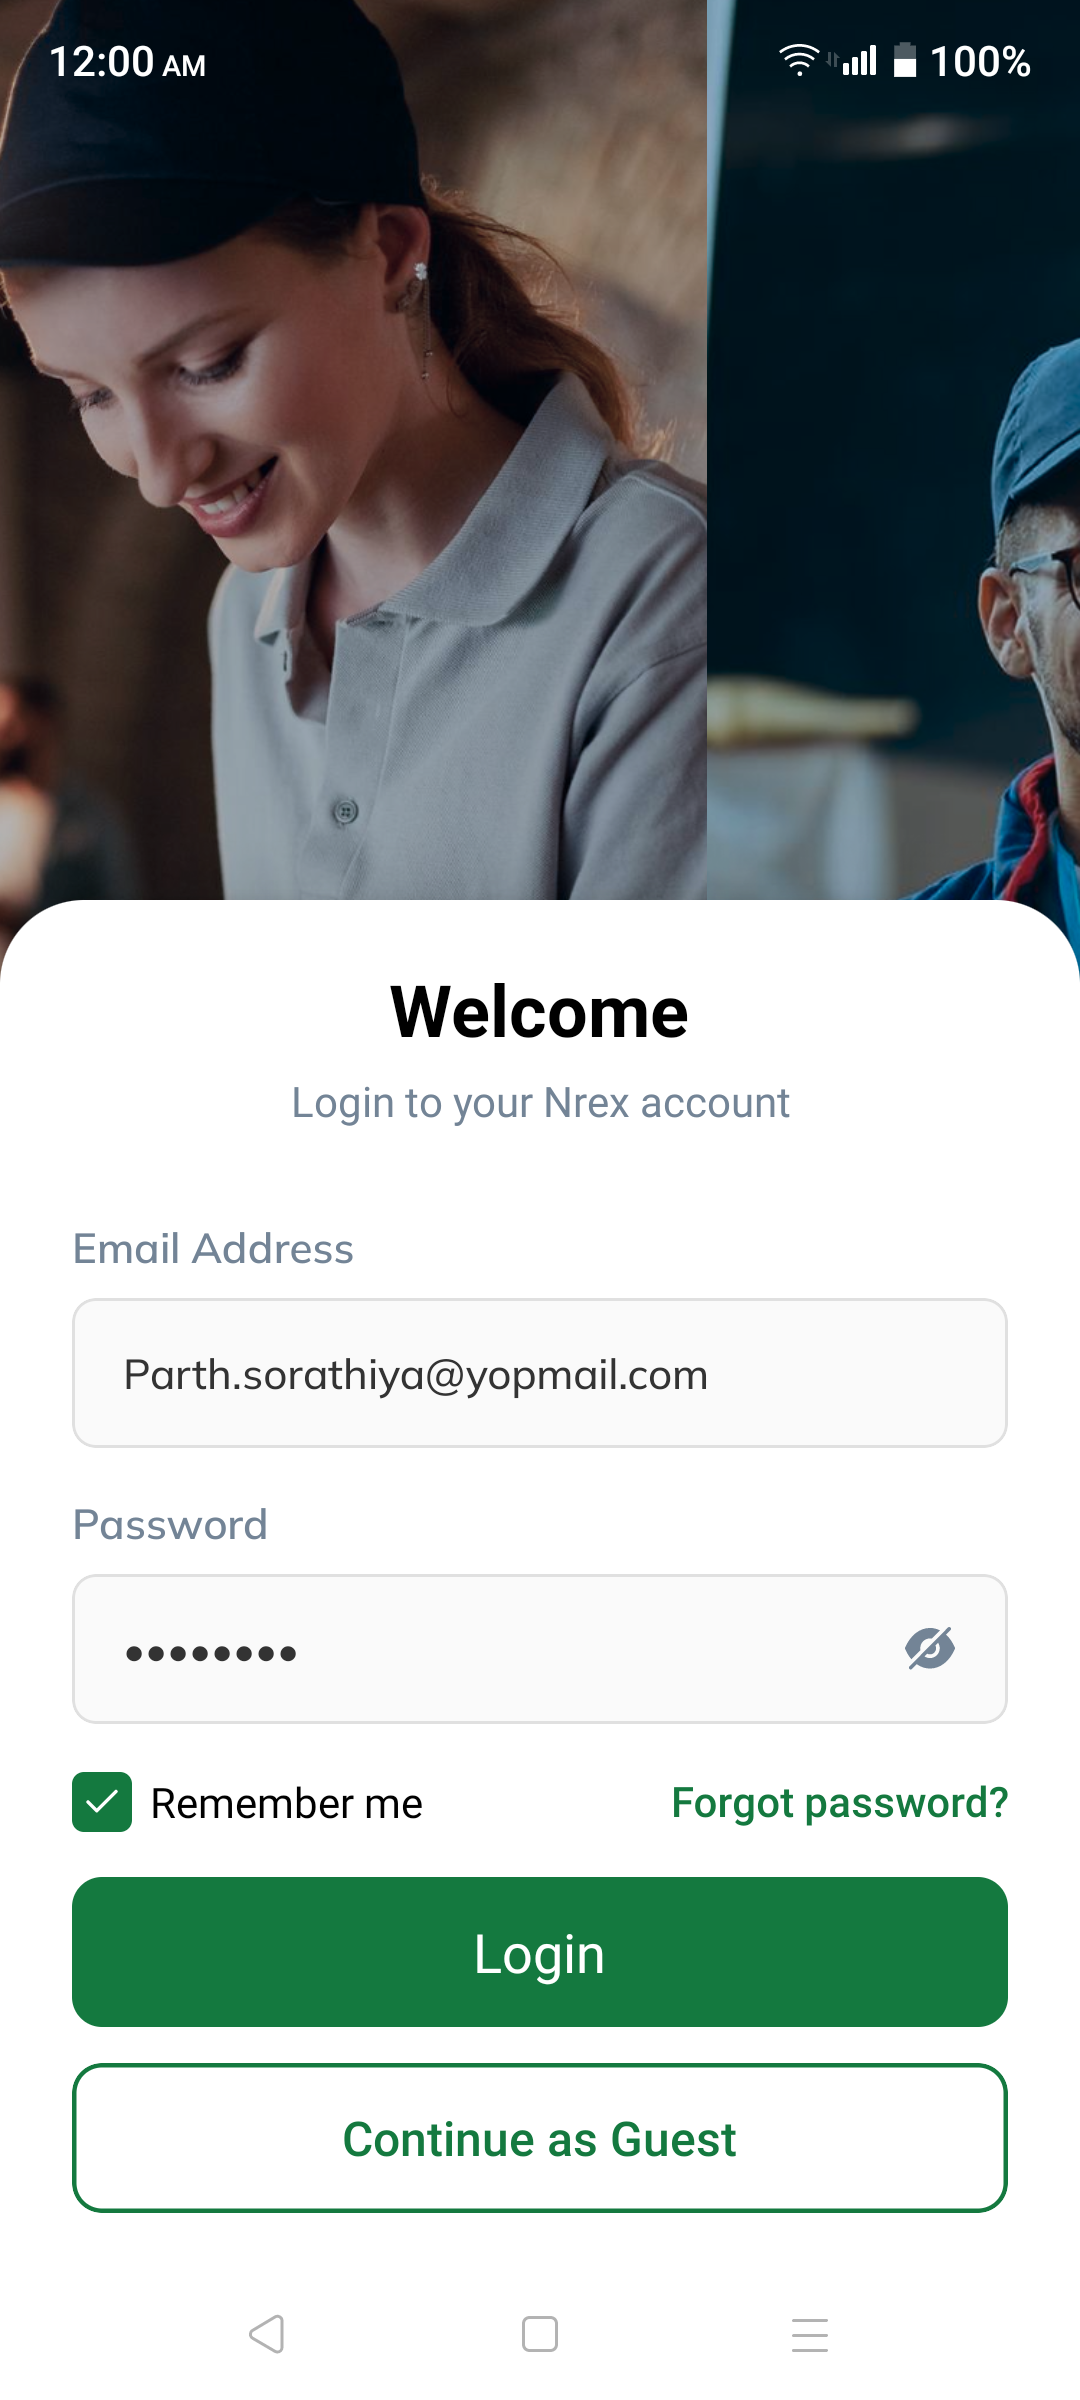 12:00 AM 100%
Welcome
Login to your Nrex account
Email Address
Parth.sorathiya@yopmail.com
Password
••••••••
Remember me Forgot password?
Login
Continue as Guest